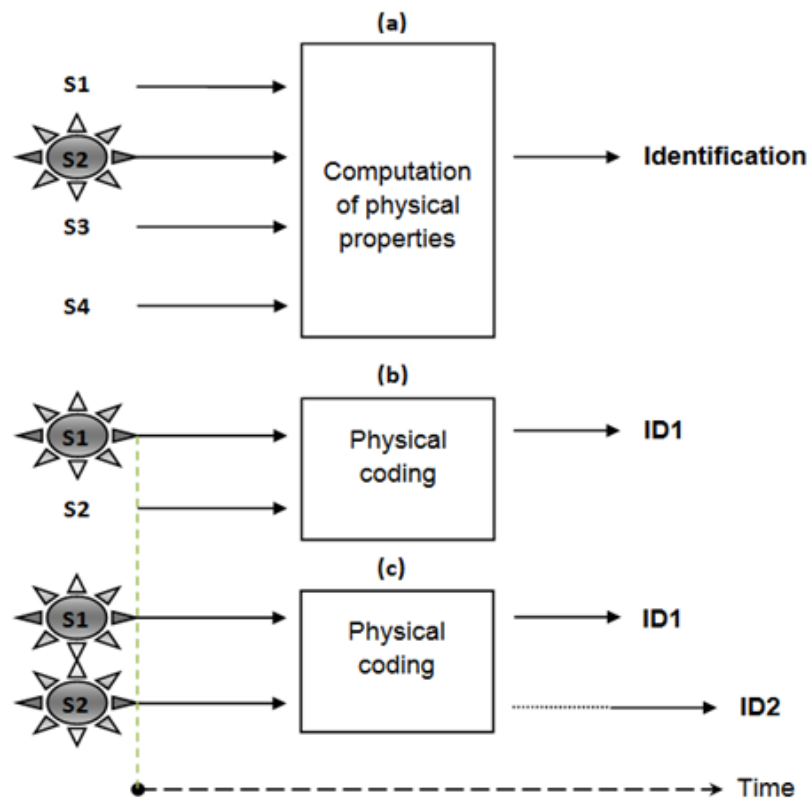 (a)
S1
S2
S3
S4
Computation
of physical
properties
Identification
(b)
S1
S2
Physical
coding
ID1
(c)
S1
S2
Physical
coding
ID1
ID2
Time